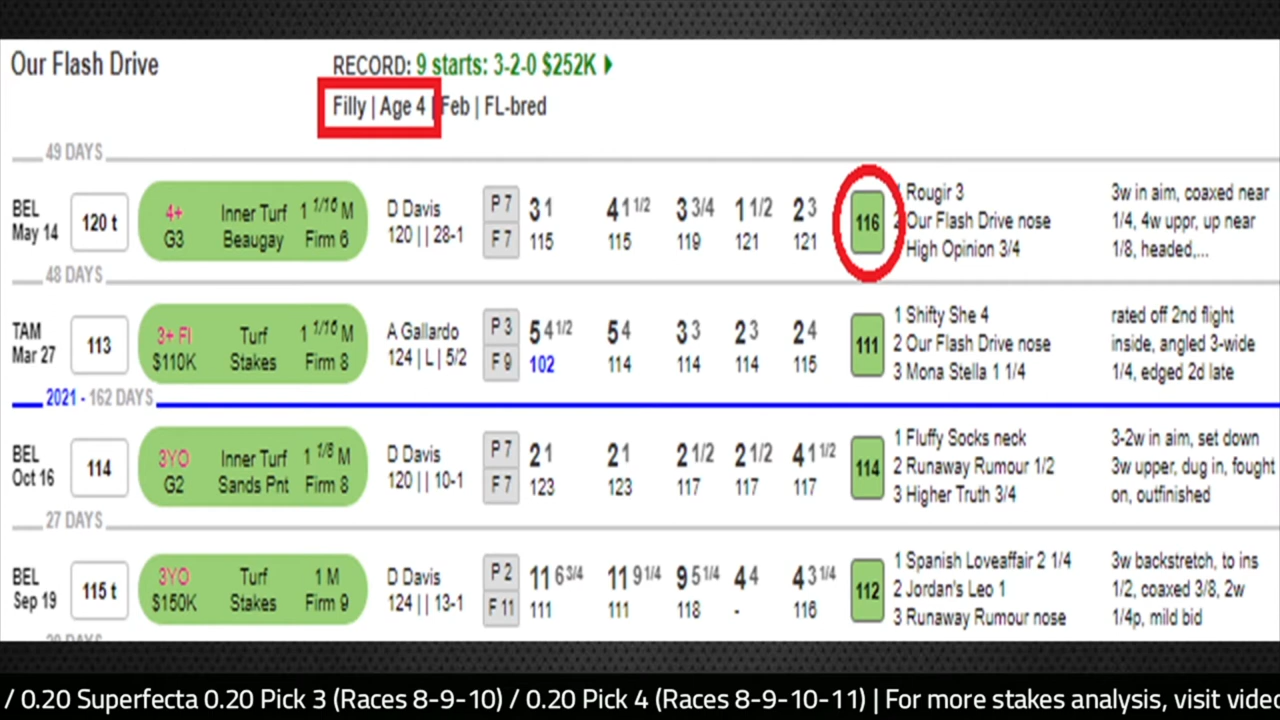 Our Flash Drive RECORD: 9 starts: 3-2-0 $252K
Filly | Age 4 | Feb | FL-bred
49 DAYS
BEL May 14 120 t 4+ G3 Inner Turf Beaugay 1 1/16 M Firm 6 D Davis 120 | | 28-1 P 7 F 7
3 1 4 1 1/2 3 3/4 1 1/2 2 3
115 115 119 121 121
116
1 Rougir 3
2 Our Flash Drive nose
High Opinion 3/4
3w in aim, coaxed near
1/4, 4w uppr, up near
1/8, headed,...
48 DAYS
TAM Mar 27 113 3+ FI $110K Turf Stakes 1 1/16 M Firm 8 A Gallardo 124 | L | 5/2 P 3 F 9
5 4 1/2 5 4 3 3 2 3 2 4
102 114 114 114 115
111
1 Shifty She 4
2 Our Flash Drive nose
3 Mona Stella 1 1/4
rated off 2nd flight
inside, angled 3-wide
1/4, edged 2d late
2021 - 162 DAYS
BEL Oct 16 114 3YO G2 Inner Turf Sands Pnt 1 1/8 M Firm 8 D Davis 120 | | 10-1 P 7 F 7
2 1 2 1 2 1/2 2 1/2 4 1 1/2
123 123 117 117 117
114
1 Fluffy Socks neck
2 Runaway Rumour 1/2
3 Higher Truth 3/4
3-2w in aim, set down
3w upper, dug in, fought
on, outfinished
27 DAYS
BEL Sep 19 115 t 3YO $150K Turf Stakes 1 M Firm 9 D Davis 124 | | 13-1 P 2 F 11
11 6 3/4 11 9 1/4 9 5 1/4 4 4 4 3 1/4
111 111 118 - 116
112
1 Spanish Loveaffair 2 1/4
2 Jordan's Leo 1
3 Runaway Rumour nose
3w backstretch, to ins
1/2, coaxed 3/8, 2w
1/4p, mild bid
/ 0.20 Superfecta 0.20 Pick 3 (Races 8-9-10) / 0.20 Pick 4 (Races 8-9-10-11) | For more stakes analysis, visit video